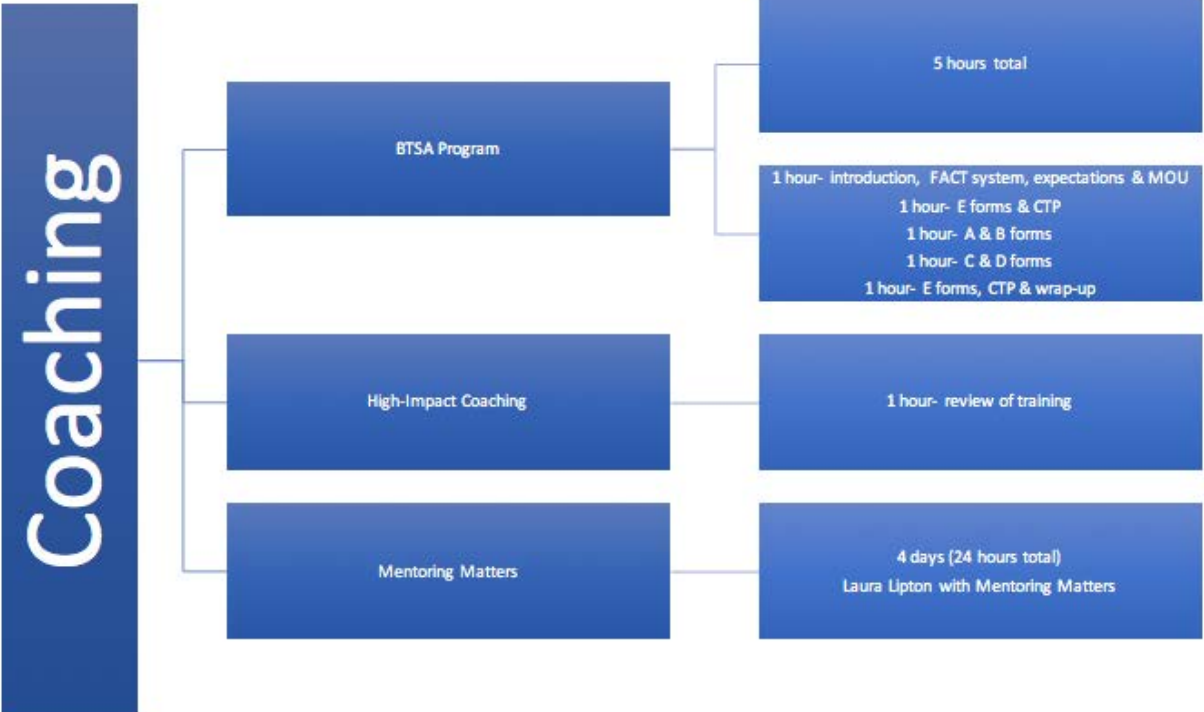 Coaching
BTSA Program
5 hours total
1 hour- introduction, FACT system, expectations & MOU
1 hour- E forms & CTP
1 hour- A & B forms
1 hour- C & D forms
1 hour- E forms, CTP & wrap-up
High-Impact Coaching
1 hour- review of training
Mentoring Matters
4 days (24 hours total)
Laura Lipton with Mentoring Matters